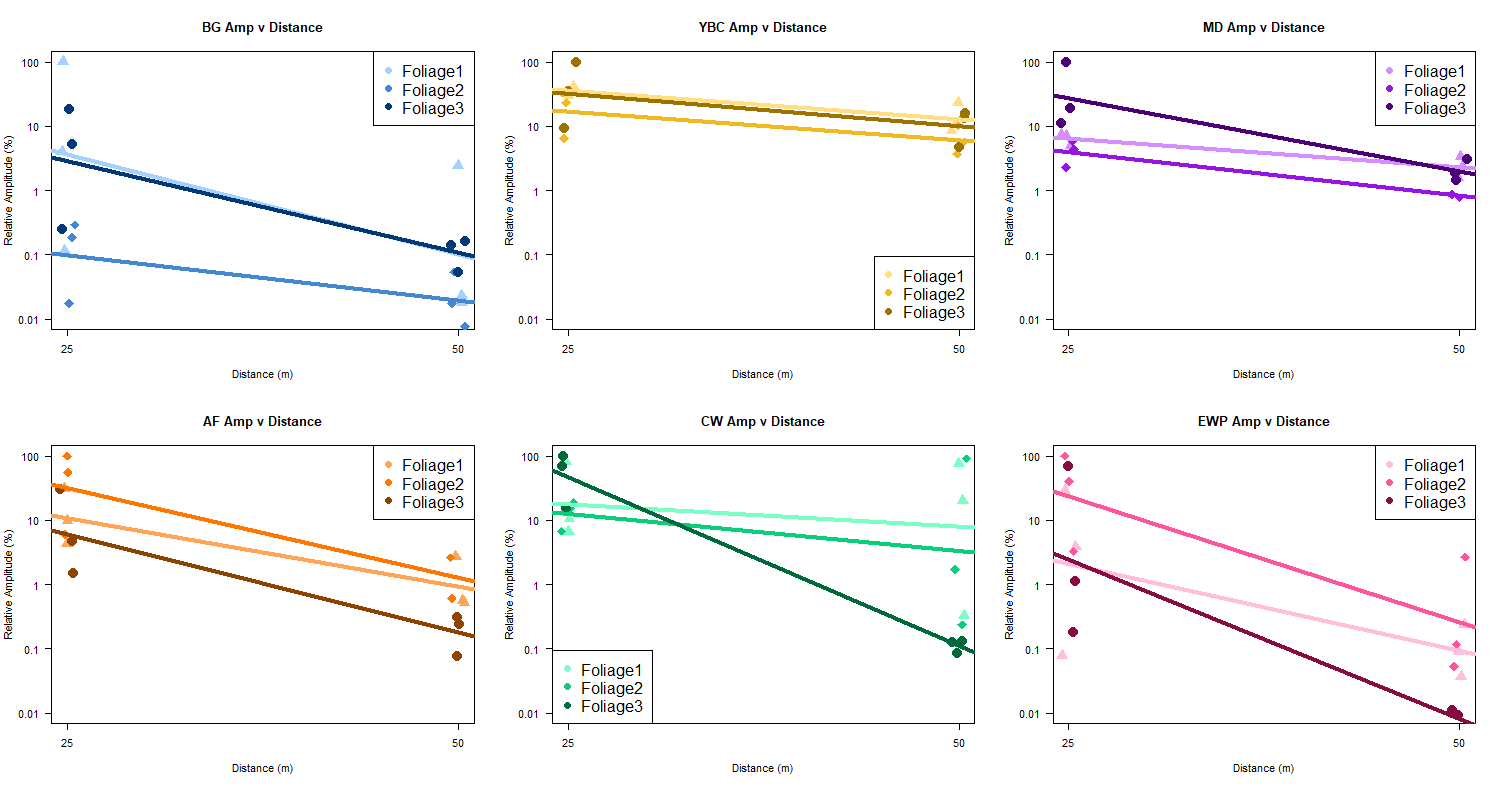 BG Amp v Distance
Relative Amplitude (%)
100
10
1
0.1
0.01
Foliage1
Foliage2
Foliage3
25
50
Distance (m)
YBC Amp v Distance
Relative Amplitude (%)
100
10
1
0.1
0.01
Foliage1
Foliage2
Foliage3
25
50
Distance (m)
MD Amp v Distance
Relative Amplitude (%)
100
10
1
0.1
0.01
Foliage1
Foliage2
Foliage3
25
50
Distance (m)
AF Amp v Distance
Relative Amplitude (%)
100
10
1
0.1
0.01
Foliage1
Foliage2
Foliage3
25
50
Distance (m)
CW Amp v Distance
Relative Amplitude (%)
100
10
1
0.1
0.01
Foliage1
Foliage2
Foliage3
25
50
Distance (m)
EWP Amp v Distance
Relative Amplitude (%)
100
10
1
0.1
0.01
Foliage1
Foliage2
Foliage3
25
50
Distance (m)